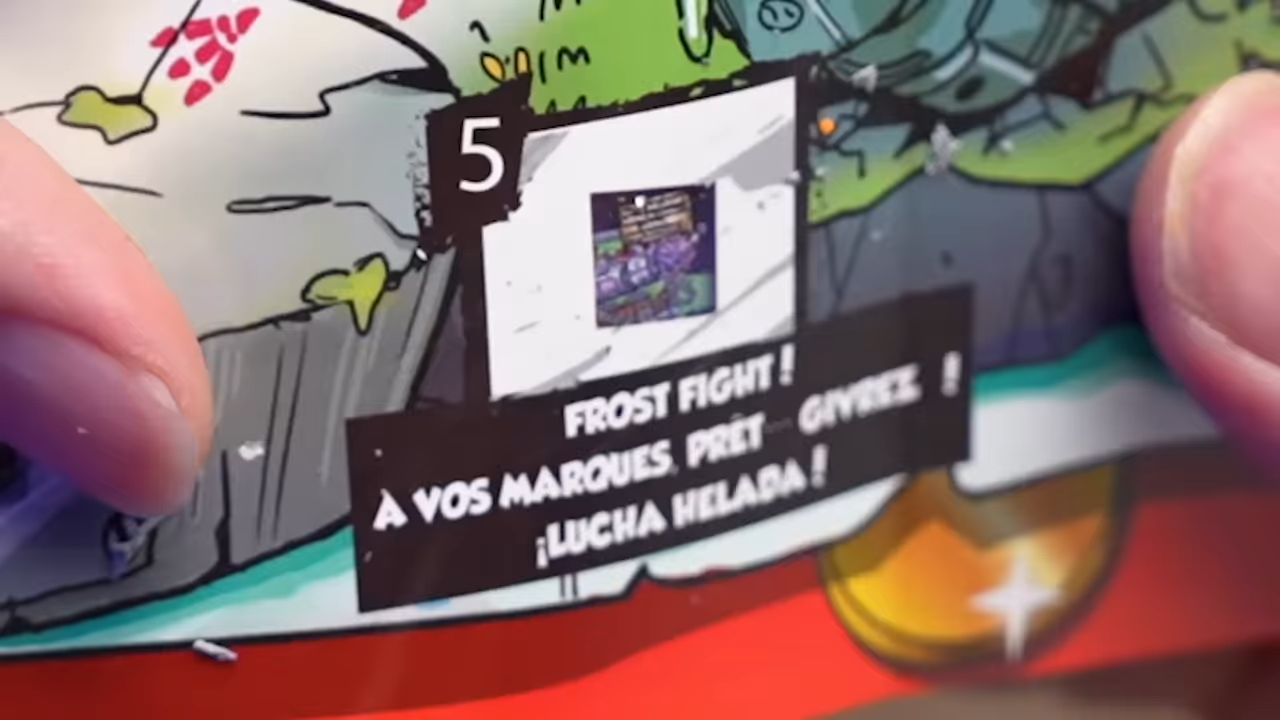 5
FROST FIGHT !
À VOS MARQUES, PRÊT... GIVREZ !
¡LUCHA HELADA !